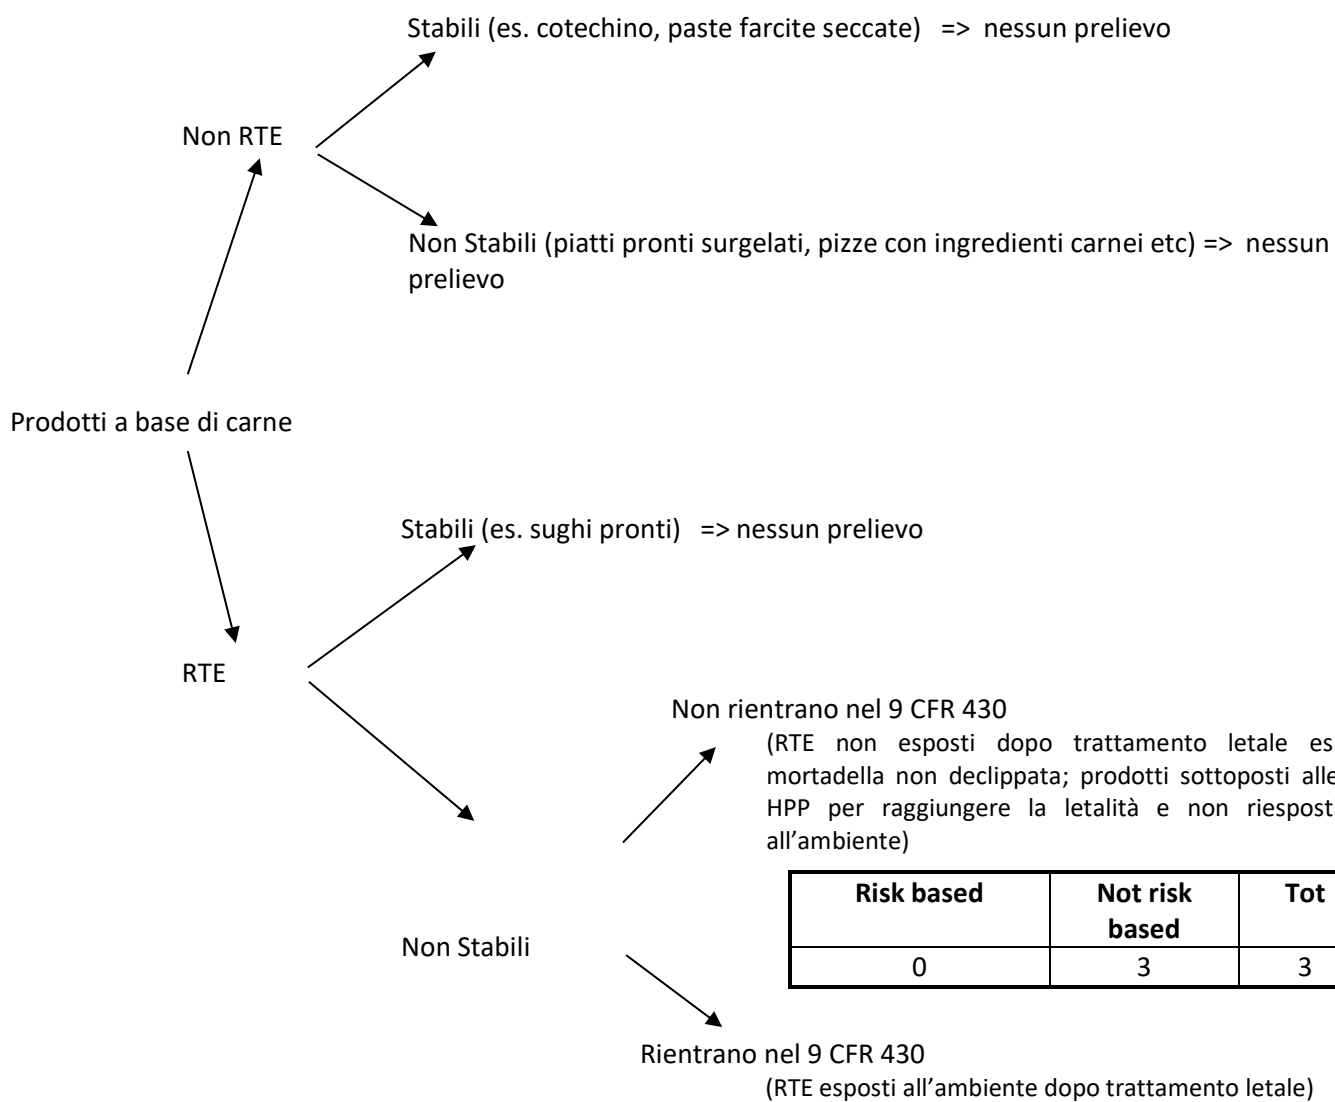 Stabili (es. cotechino, paste farcite seccate) => nessun prelievo
Non RTE
Non Stabili (piatti pronti surgelati, pizze con ingredienti carnei etc) => nessun
prelievo
Prodotti a base di carne
Stabili (es. sughi pronti) => nessun prelievo
RTE
Non rientrano nel 9 CFR 430
(RTE non esposti dopo trattamento letale es
mortadella non declippata; prodotti sottoposti alle
HPP per raggiungere la letalità e non riespost
all’ambiente)
Risk based Not risk based Tot
0 3 3
Non Stabili
Rientrano nel 9 CFR 430
(RTE esposti all’ambiente dopo trattamento letale)